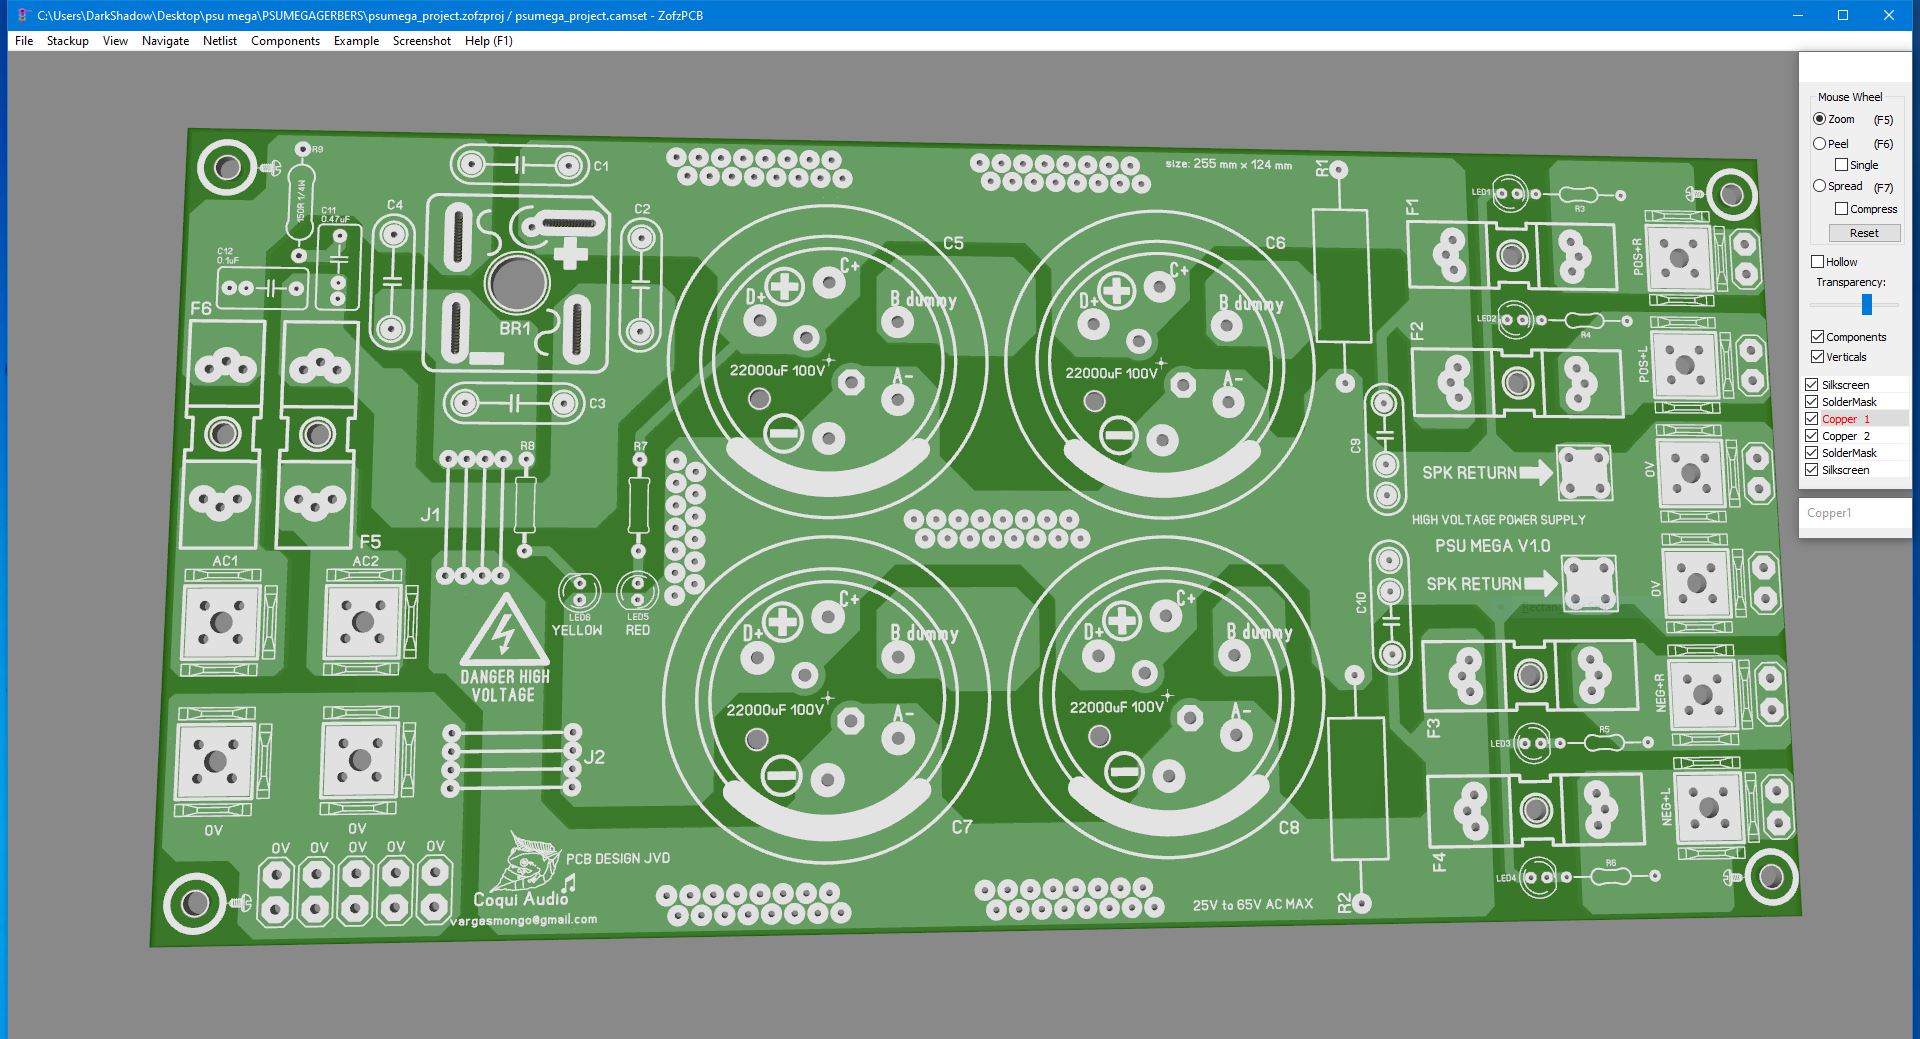 C:\Users\DarkShadow\Desktop\psu mega\PSUMEGAGERBERS\psumega_project.zofzproj / psumega_project.camset - ZofzPCB
File Stackup View Navigate Netlist Components Example Screenshot Help (F1)
Mouse Wheel
Zoom (F5)
Peel (F6)
Single
Spread (F7)
Compress
Reset
Hollow
Transparency:
Components
Verticals
Silkscreen
SolderMask
Copper 1
Copper 2
SolderMask
Silkscreen
Copper1
R9
150R 1/4W
C11
0.47uF
C12
0.1uF
C4
C1
C2
BR1
C3
F6
F5
R8
R7
J1
AC1
AC2
LED6
YELLOW
LED5
RED
DANGER HIGH
VOLTAGE
J2
0V
0V
0V 0V 0V 0V 0V
PCB DESIGN JVD
Coqui Audio
vargasmongo@gmail.com
C5
D+
C+
B dummy
22000uF 100V
A-
C6
D+
C+
B dummy
22000uF 100V
A-
C7
D+
C+
B dummy
22000uF 100V
A-
C8
D+
C+
B dummy
22000uF 100V
A-
size: 255 mm x 124 mm
R1
F1
LED1
R3
POS+R
F2
LED2
R4
POS+L
C9
SPK RETURN
0V
HIGH VOLTAGE POWER SUPPLY
PSU MEGA V1.0
SPK RETURN
0V
C10
F3
NEG+R
LED3
R5
F4
NEG+L
LED4
R6
R2
25V to 65V AC MAX